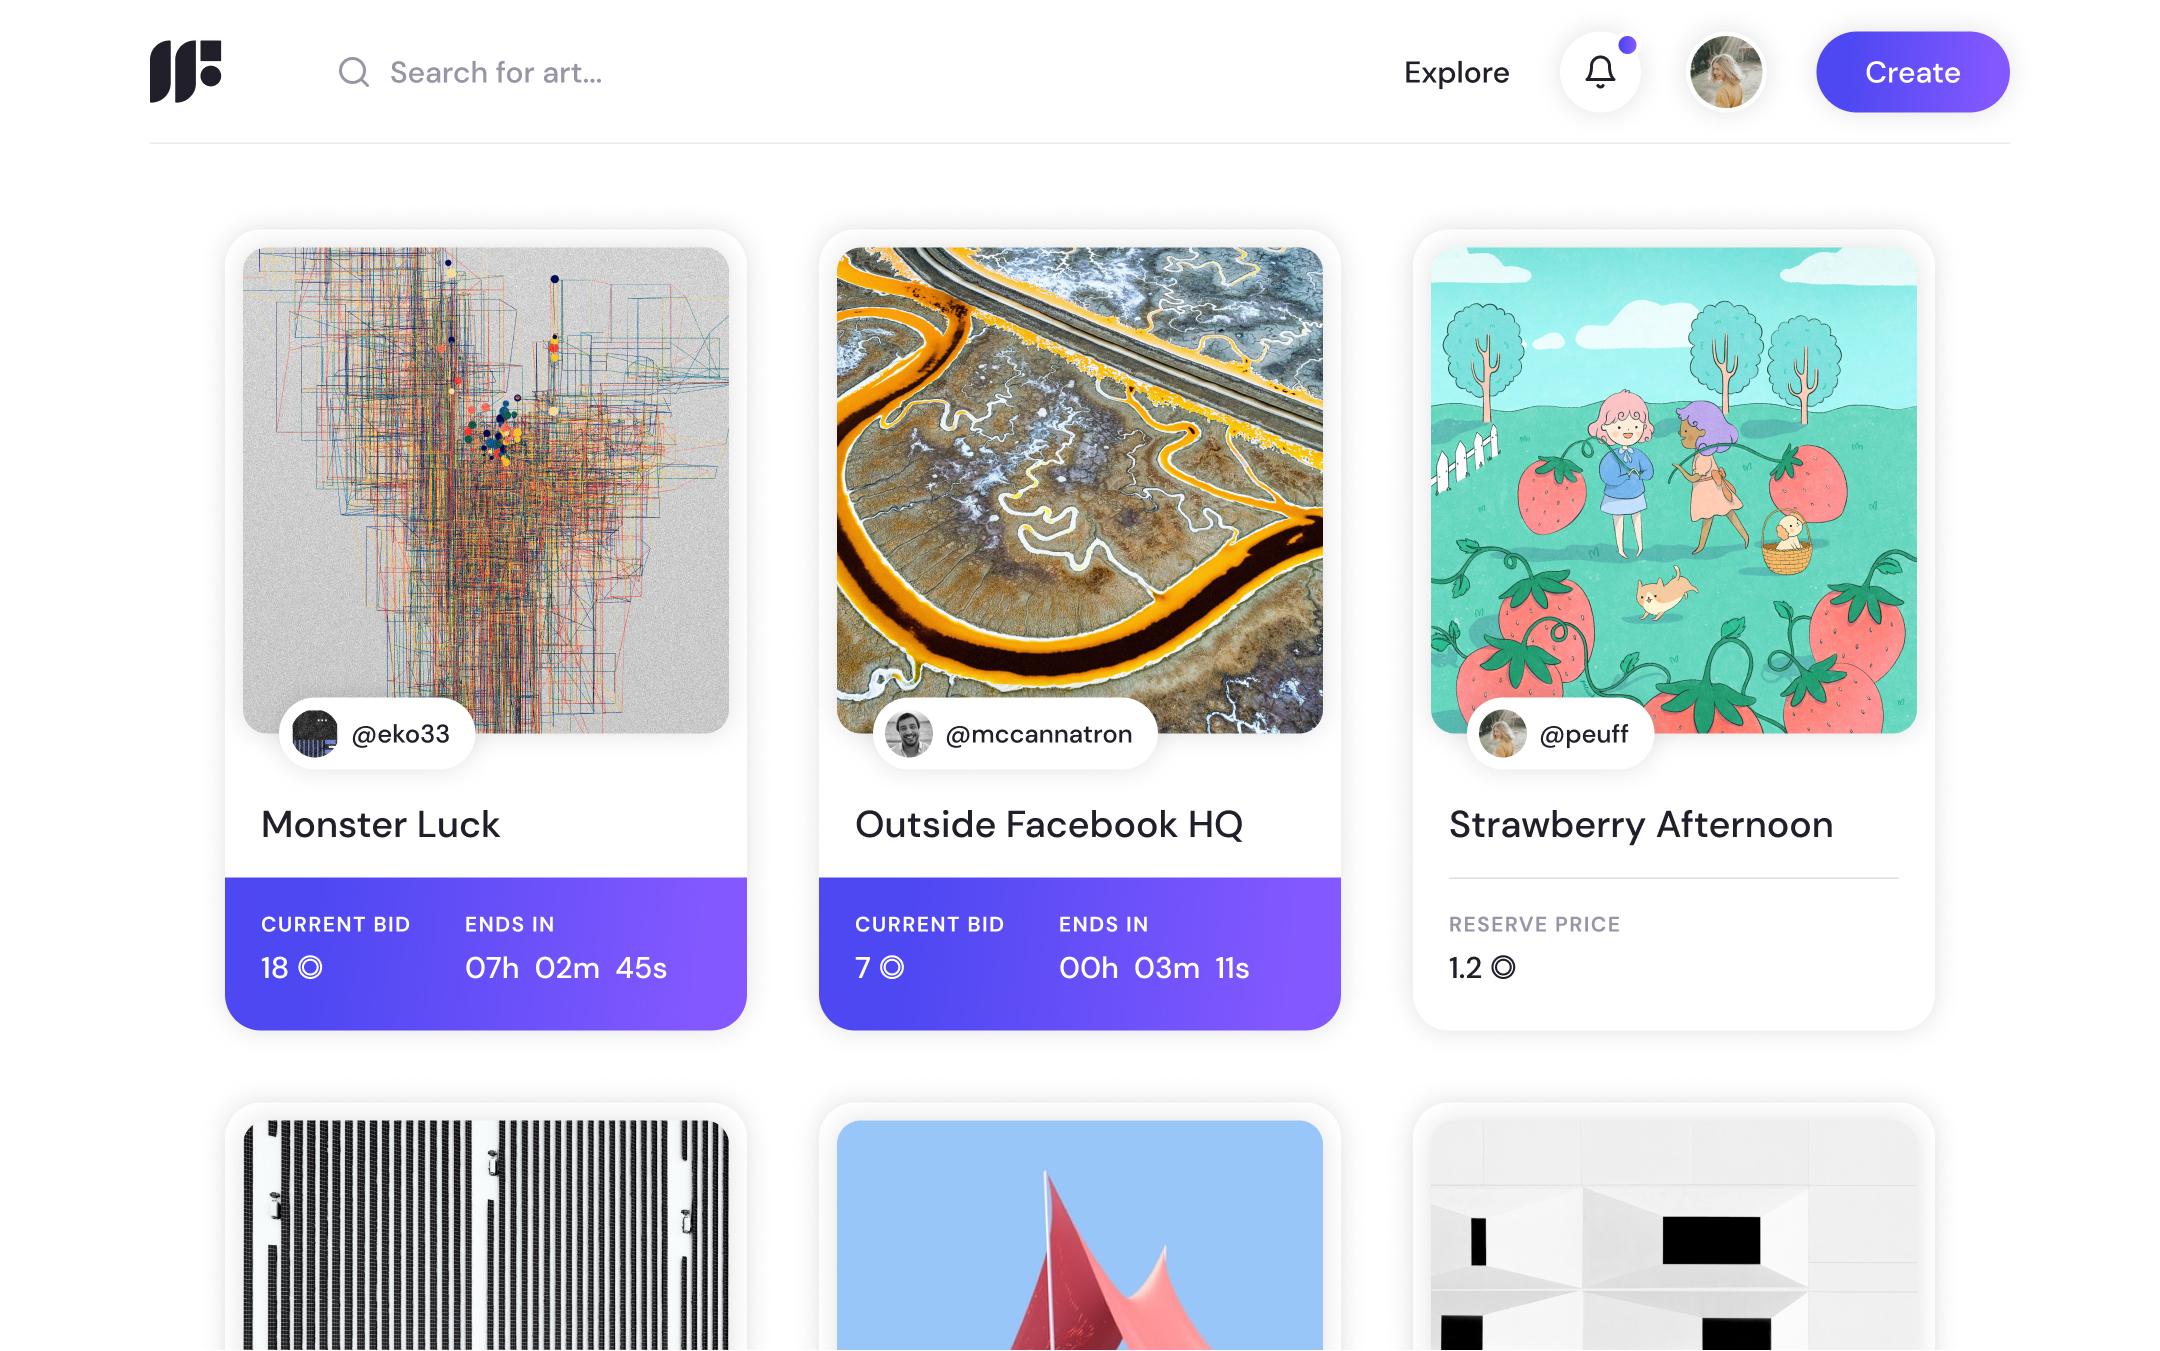 Search for art...
Explore
Create
@eko33
Monster Luck
CURRENT BID
ENDS IN
18
07h 02m 45s
@mccannatron
Outside Facebook HQ
CURRENT BID
ENDS IN
7
00h 03m 11s
@peuff
Strawberry Afternoon
RESERVE PRICE
1.2